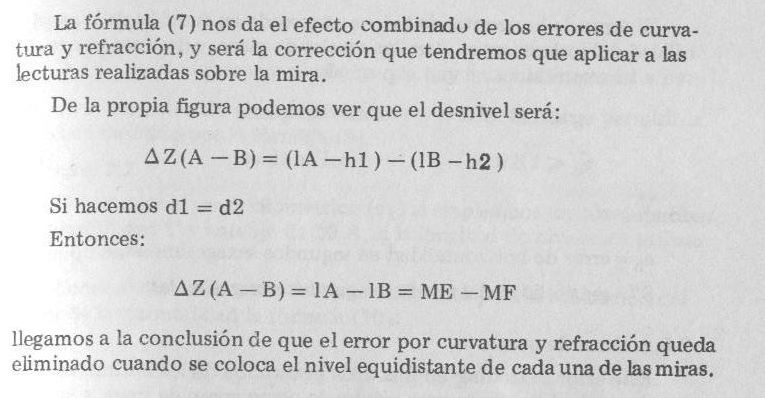 La fórmula (7) nos da el efecto combinado de los errores de curva-
tura y refracción, y será la corrección que tendremos que aplicar a las
lecturas realizadas sobre la mira.
De la propia figura podemos ver que el desnivel será:
ΔZ(A — B) = (lA — h1) — (lB — h2)
Si hacemos d1 = d2
Entonces:
ΔZ(A — B) = lA — lB = ME — MF
llegamos a la conclusión de que el error por curvatura y refracción queda
eliminado cuando se coloca el nivel equidistante de cada una de las miras.